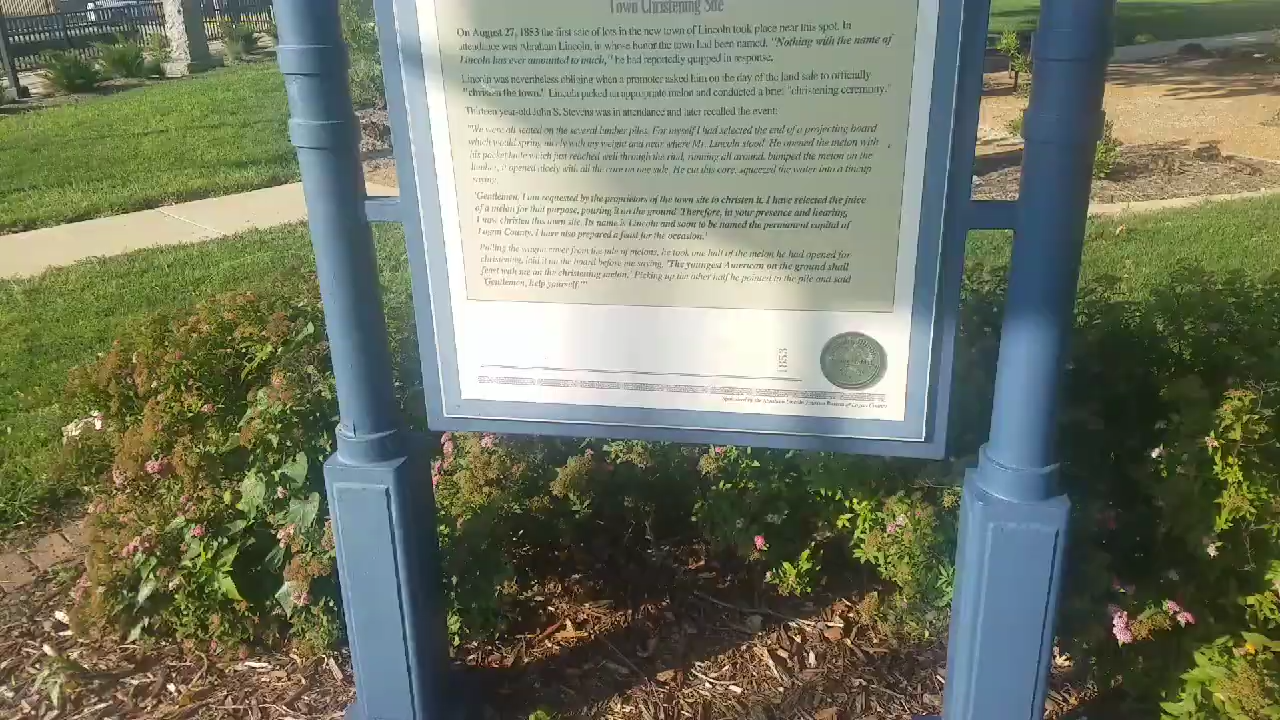 Town Christening Site
On August 27, 1853 the first sale of lots in the new town of Lincoln took place near this spot. In
attendance was Abraham Lincoln, in whose honor the town had been named. "Nothing with the name of
Lincoln has ever amounted to much," he had reportedly quipped in response.
Lincoln was nevertheless obliging when a promoter asked him on the day of the land sale to officially
"christen the town." Lincoln picked an appropriate melon and conducted a brief "christening ceremony."
Thirteen year-old John S. Stevens was in attendance and later recalled the event:
"We were all seated on the several lumber piles. For myself I had selected the end of a projecting board
which would spring nicely with my weight and near where Mr. Lincoln stood. He opened the melon with
his pocket knife which just reached well through the rind, running all around, bumped the melon on the
lumber, it opened nicely with all the core on one side. He cut this core, squeezed the water into a tincup
saying:
'Gentlemen, I am requested by the proprietors of the town site to christen it. I have selected the juice
of a melon for that purpose, pouring it on the ground. Therefore, in your presence and hearing,
I now christen this town site. Its name is Lincoln and soon to be named the permanent capital of
Logan County. I have also prepared a feast for the occasion.'
Pulling the wagon cover from the pile of melons, he took one half of the melon he had opened for
christening, laid it on the board before me saying, 'The youngest American on the ground shall
feast with me on the christening melon.' Picking up the other half he pointed to the pile and said
'Gentlemen, help yourself.'"
1853
Sponsored by the Abraham Lincoln Tourism Bureau of Logan County